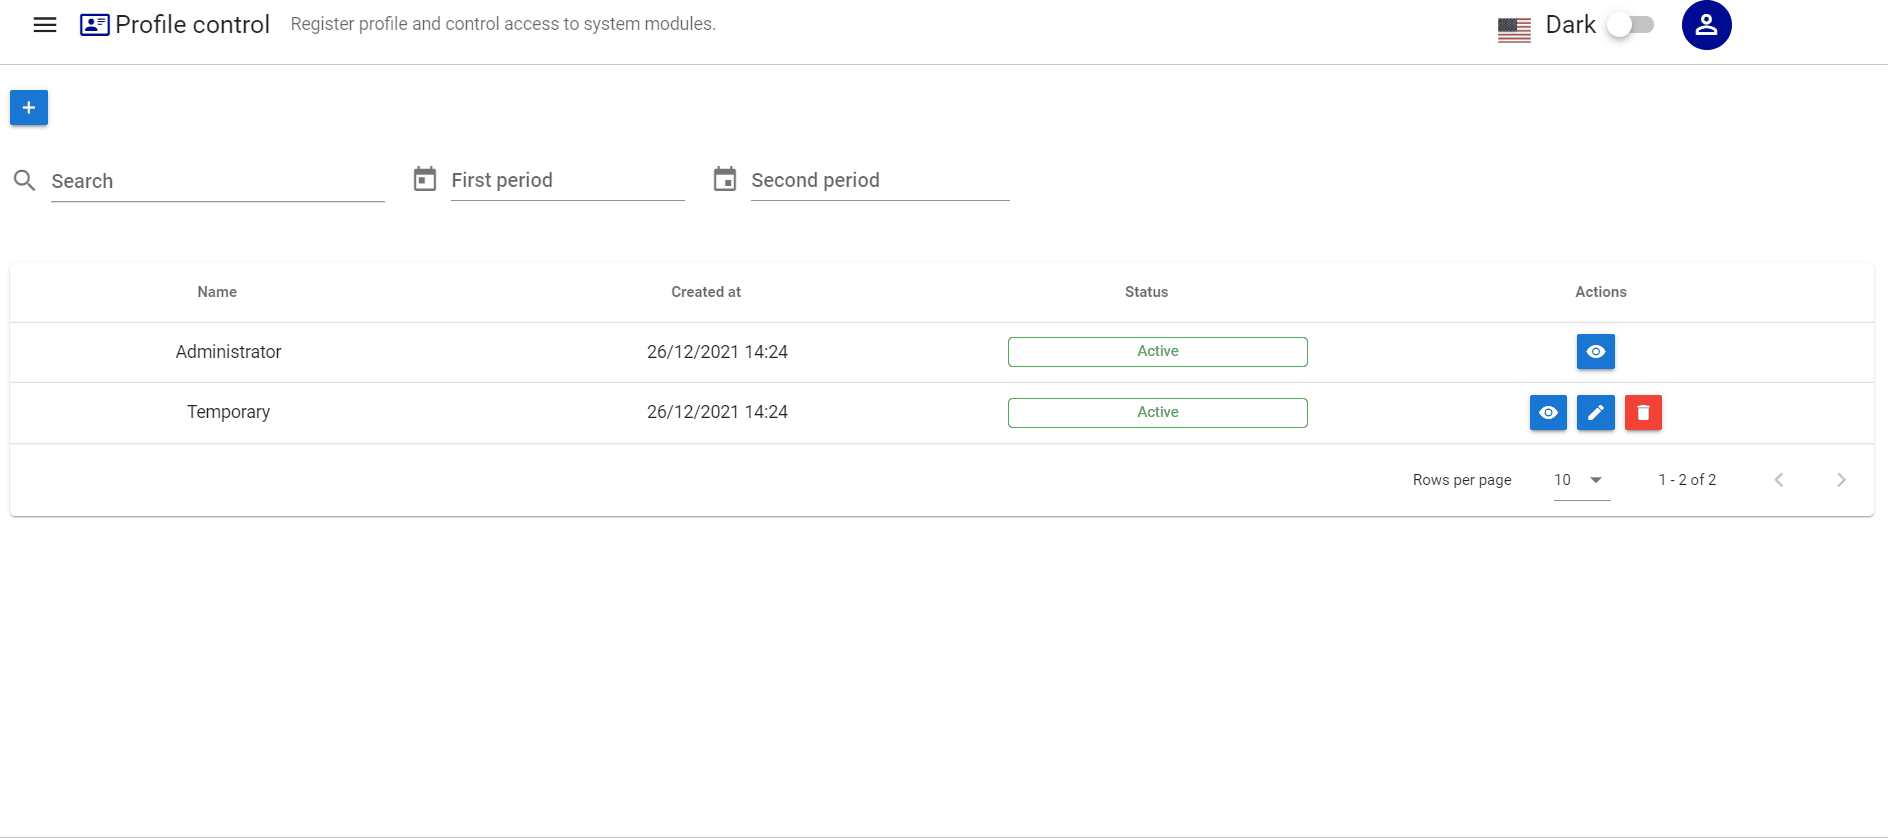 Profile control Register profile and control access to system modules. Dark
Search First period Second period
Name Created at Status Actions
Administrator 26/12/2021 14:24 Active
Temporary 26/12/2021 14:24 Active
Rows per page 10 1 - 2 of 2